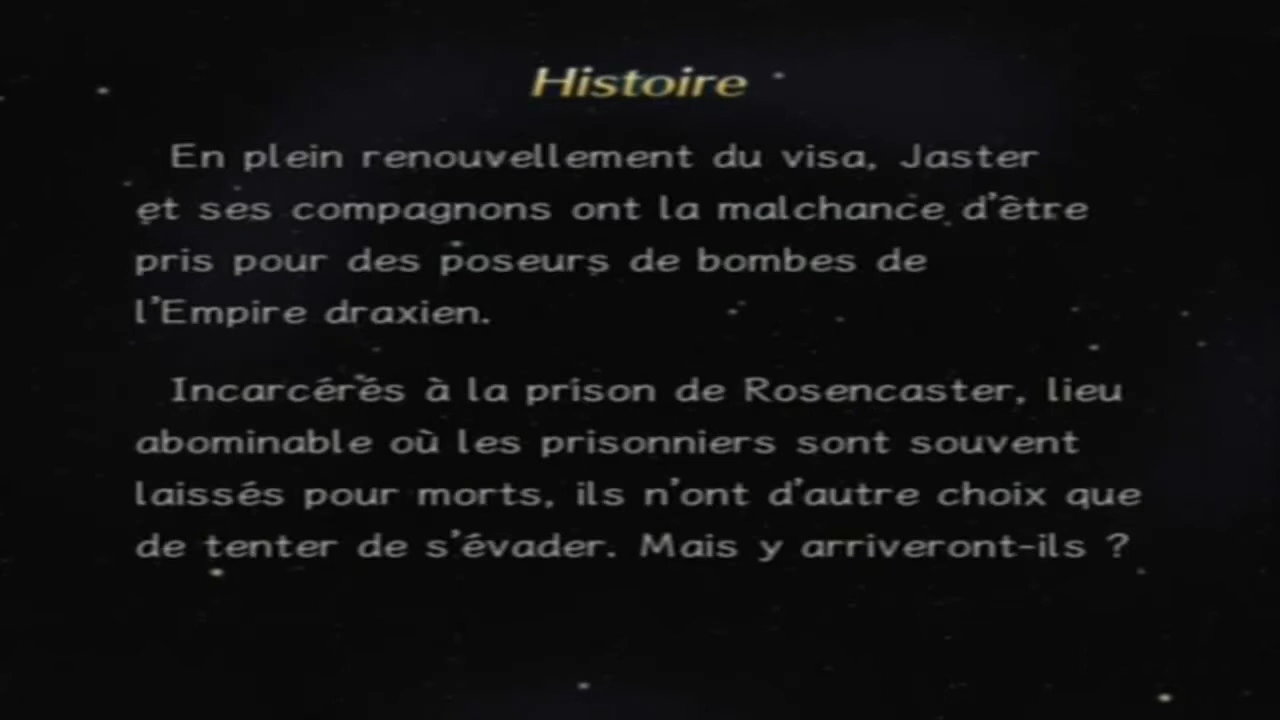 Histoire
En plein renouvellement du visa, Jaster
et ses compagnons ont la malchance d'être
pris pour des poseurs de bombes de
l'Empire draxien.
Incarcérés à la prison de Rosencaster, lieu
abominable où les prisonniers sont souvent
laissés pour morts, ils n'ont d'autre choix que
de tenter de s'évader. Mais y arriveront-ils ?